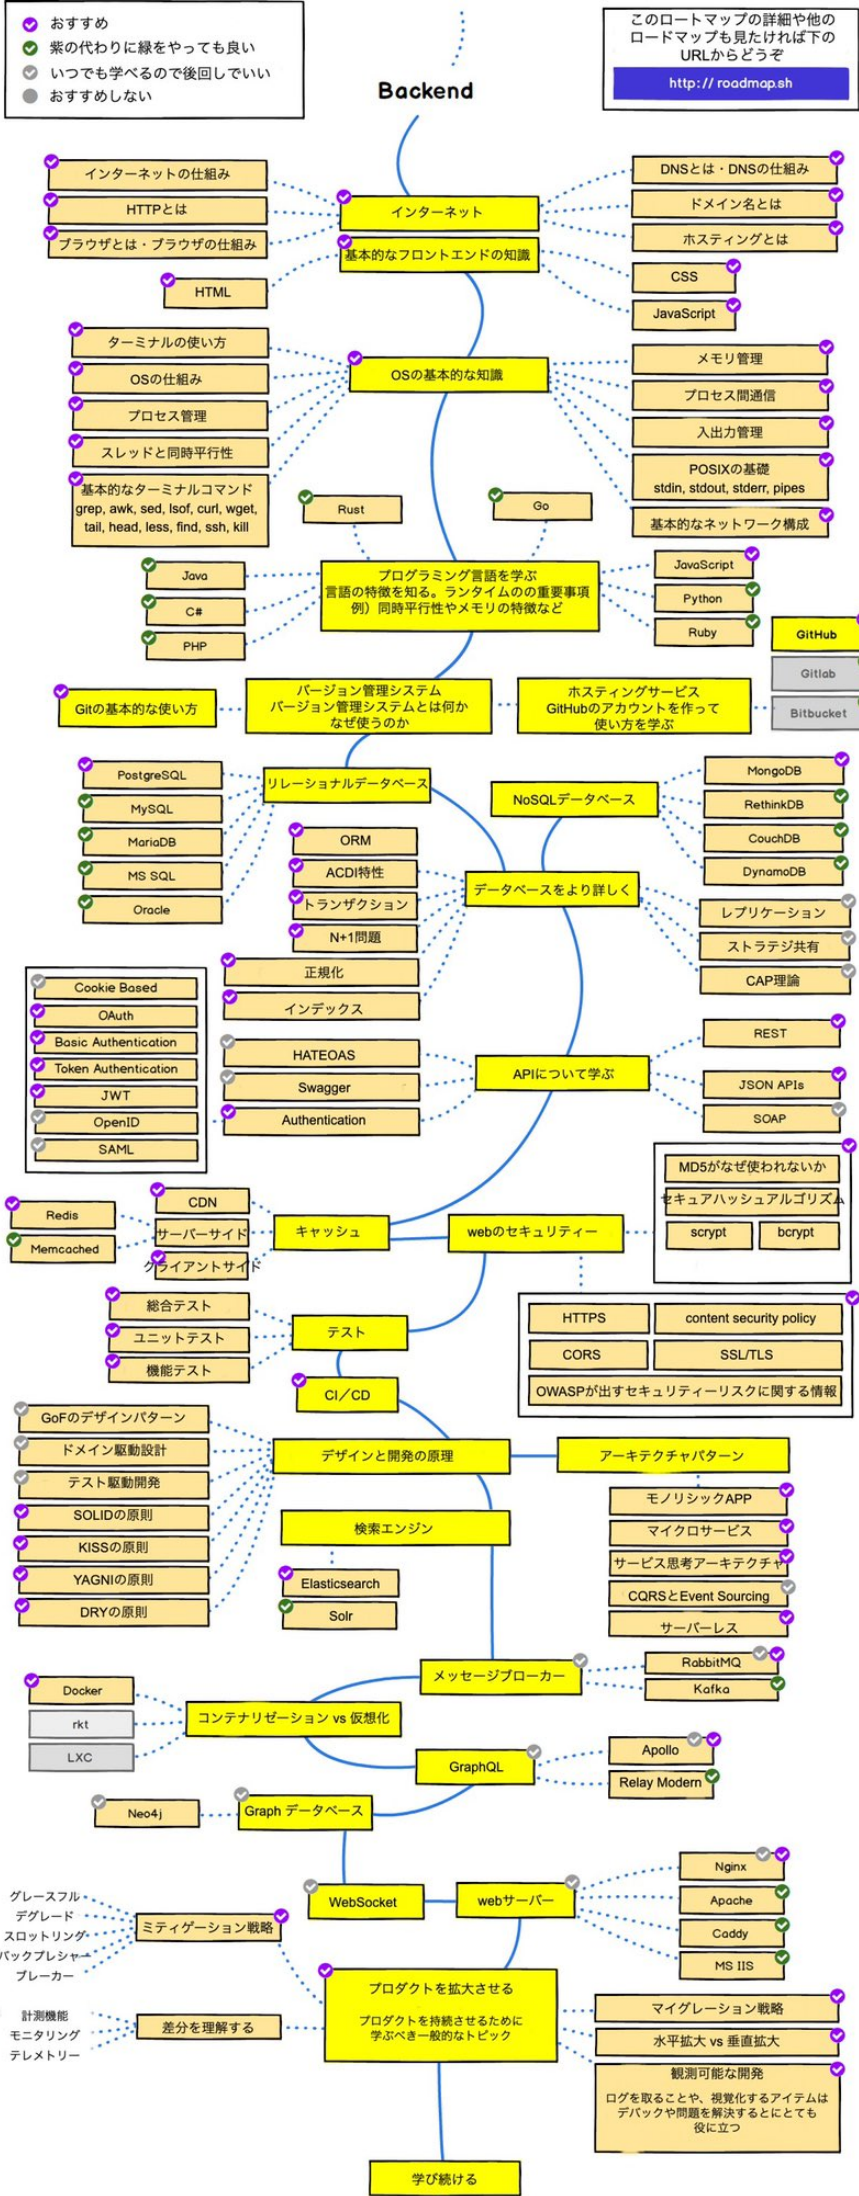 おすすめ
紫の代わりに緑をやっても良い
いつでも学べるので後回しでいい
おすすめしない
このロートマップの詳細や他の
ロードマップも見たければ下の
URLからどうぞ
http:// roadmap.sh
Backend
インターネットの仕組み
HTTPとは
ブラウザとは・ブラウザの仕組み
インターネット
DNSとは・DNSの仕組み
ドメイン名とは
ホスティングとは
基本的なフロントエンドの知識
HTML
CSS
JavaScript
ターミナルの使い方
OSの仕組み
プロセス管理
スレッドと同時平行性
基本的なターミナルコマンド
grep, awk, sed, lsof, curl, wget,
tail, head, less, find, ssh, kill
OSの基本的な知識
メモリ管理
プロセス間通信
入出力管理
POSIXの基礎
stdin, stdout, stderr, pipes
基本的なネットワーク構成
Rust
Go
Java
C#
PHP
プログラミング言語を学ぶ
言語の特徴を知る。ランタイムのの重要事項
例）同時平行性やメモリの特徴など
JavaScript
Python
Ruby
GitHub
Gitlab
Bitbucket
Gitの基本的な使い方
バージョン管理システム
バージョン管理システムとは何か
なぜ使うのか
ホスティングサービス
GitHubのアカウントを作って
使い方を学ぶ
PostgreSQL
MySQL
MariaDB
MS SQL
Oracle
リレーショナルデータベース
NoSQLデータベース
MongoDB
RethinkDB
CouchDB
DynamoDB
ORM
ACDI特性
トランザクション
N+1問題
正規化
インデックス
データベースをより詳しく
レプリケーション
ストラテジ共有
CAP理論
Cookie Based
OAuth
Basic Authentication
Token Authentication
JWT
OpenID
SAML
HATEOAS
Swagger
Authentication
APIについて学ぶ
REST
JSON APIs
SOAP
MD5がなぜ使われないか
セキュアハッシュアルゴリズム
scrypt
bcrypt
Redis
Memcached
CDN
サーバーサイド
クライアントサイド
キャッシュ
webのセキュリティー
HTTPS
content security policy
CORS
SSL/TLS
OWASPが出すセキュリティーリスクに関する情報
総合テスト
ユニットテスト
機能テスト
テスト
CI／CD
GoFのデザインパターン
ドメイン駆動設計
テスト駆動開発
SOLIDの原則
KISSの原則
YAGNIの原則
DRYの原則
デザインと開発の原理
アーキテクチャパターン
モノリシックAPP
マイクロサービス
サービス思考アーキテクチャ
CQRSとEvent Sourcing
サーバーレス
検索エンジン
Elasticsearch
Solr
メッセージブローカー
RabbitMQ
Kafka
Docker
rkt
LXC
コンテナリゼーション vs 仮想化
GraphQL
Apollo
Relay Modern
Neo4j
Graph データベース
WebSocket
webサーバー
Nginx
Apache
Caddy
MS IIS
グレースフル
デグレード
スロットリング
バックプレシャー
ブレーカー
ミティゲーション戦略
計測機能
モニタリング
テレメトリー
差分を理解する
プロダクトを拡大させる
プロダクトを持続させるために
学ぶべき一般的なトピック
マイグレーション戦略
水平拡大 vs 垂直拡大
観測可能な開発
ログを取ることや、視覚化するアイテムは
デバックや問題を解決するとにとても
役に立つ
学び続ける